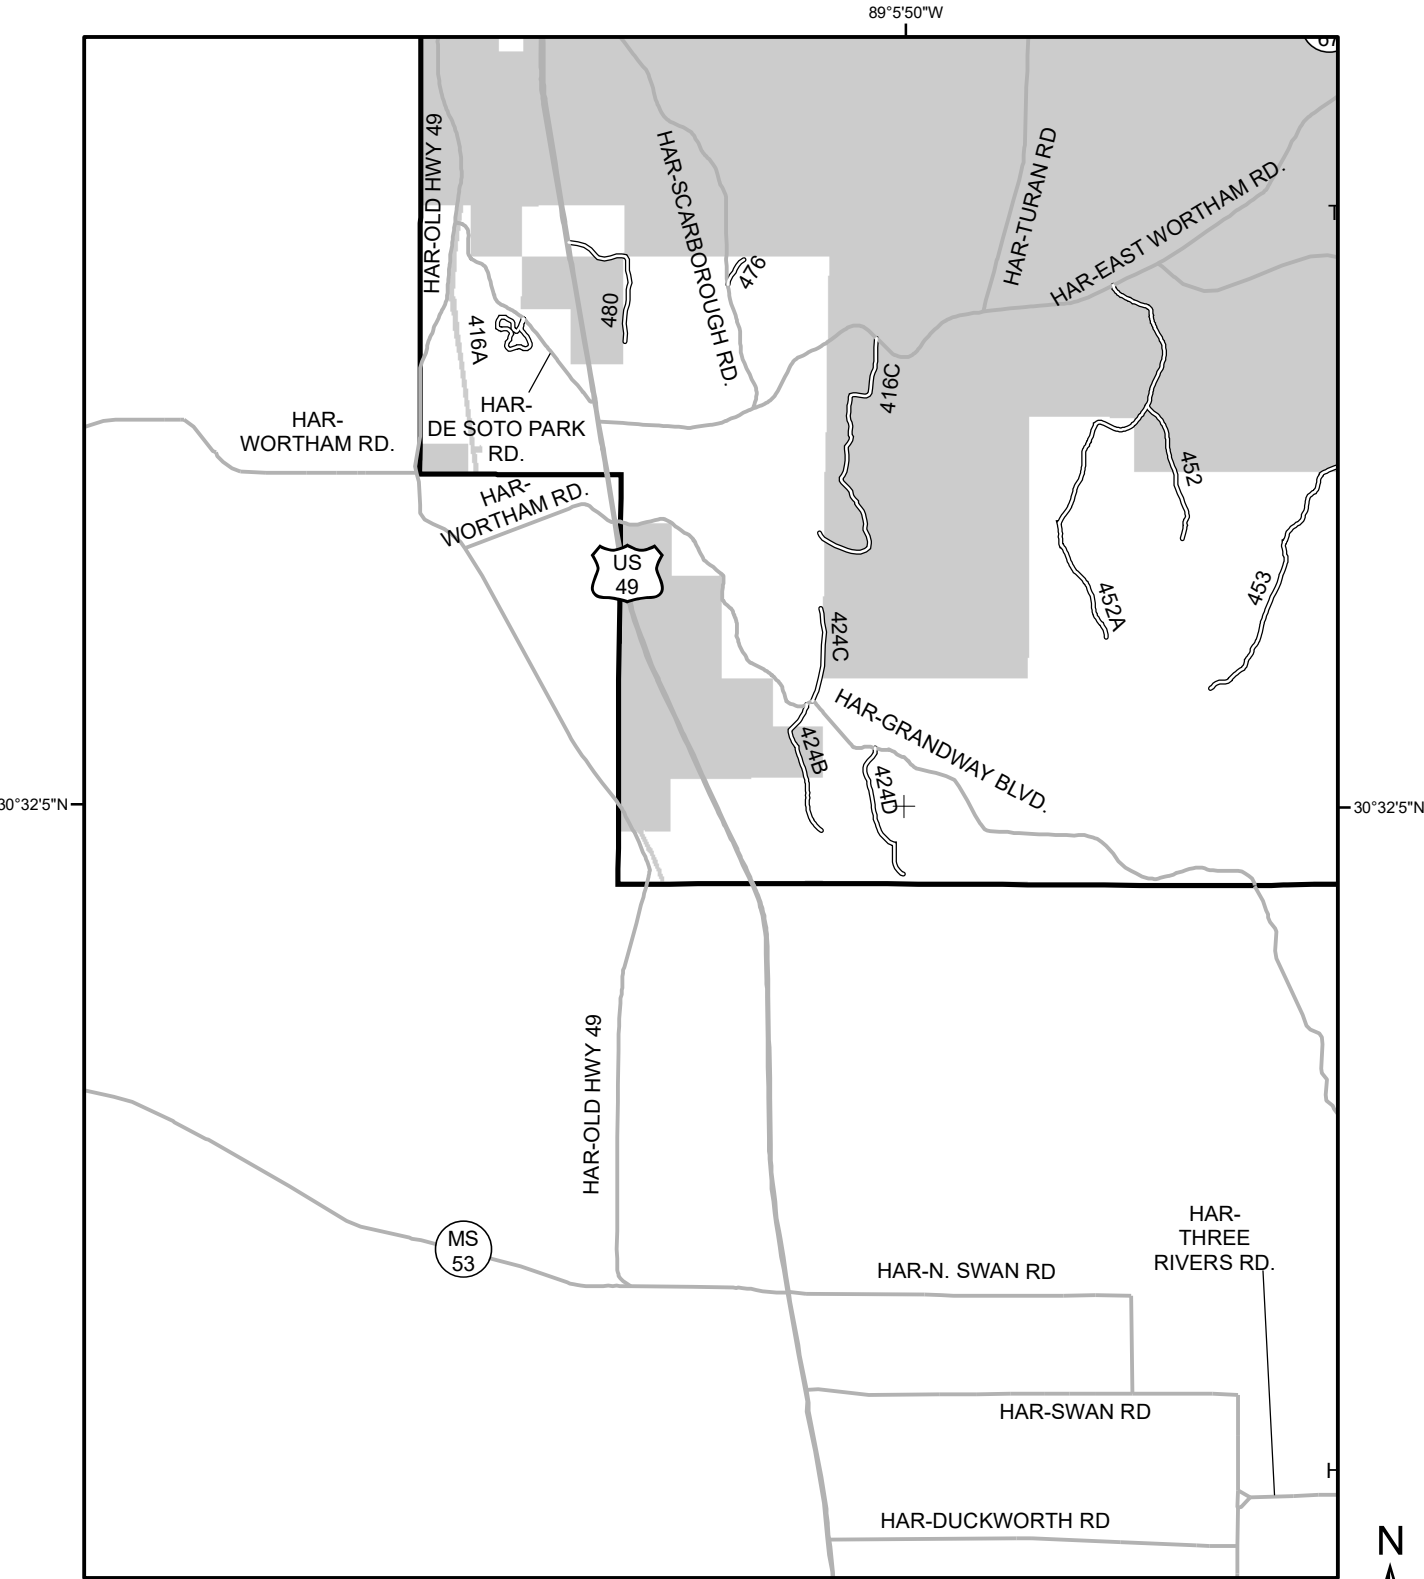 89°5'50"W
HAR-OLD HWY 49
HAR-SCARBOROUGH RD.
HAR-TURAN RD
HAR-EAST WORTHAM RD.
476
480
416A
416C
HAR-
DE SOTO PARK
RD.
HAR-
WORTHAM RD.
HAR-
WORTHAM RD.
452
US
49
453
452A
424C
HAR-GRANDWAY BLVD.
424B
424D
30°32'5"N
30°32'5"N
HAR-OLD HWY 49
MS
53
HAR-
THREE
RIVERS RD.
HAR-N. SWAN RD
HAR-SWAN RD
HAR-DUCKWORTH RD
N